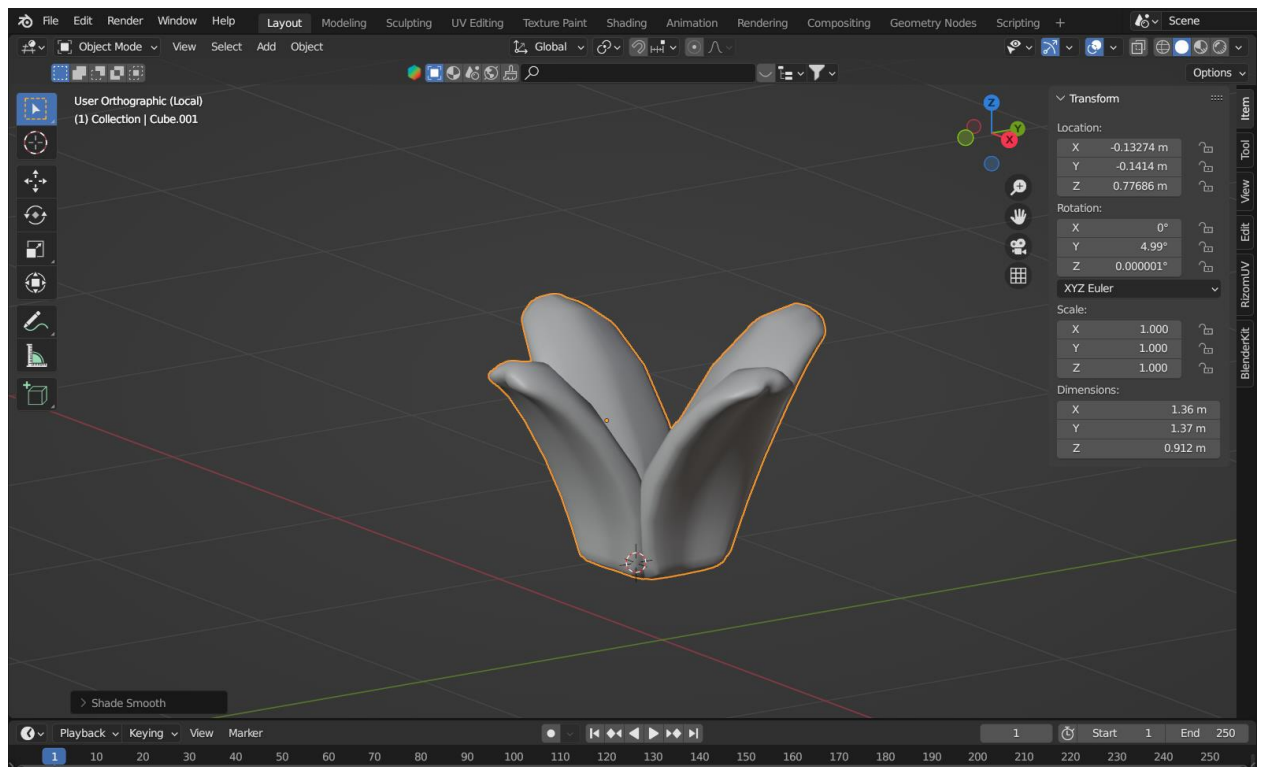 File Edit Render Window Help Layout Modeling Sculpting UV Editing Texture Paint Shading Animation Rendering Compositing Geometry Nodes Scripting + Scene
Object Mode View Select Add Object Global
Options
User Orthographic (Local)
(1) Collection | Cube.001
Z
Y
X
Transform
Location:
X -0.13274 m
Y -0.1414 m
Z 0.77686 m
Rotation:
X 0°
Y 4.99°
Z 0.000001°
XYZ Euler
Scale:
X 1.000
Y 1.000
Z 1.000
Dimensions:
X 1.36 m
Y 1.37 m
Z 0.912 m
Item
Tool
View
Edit
RizomUV
BlenderKit
> Shade Smooth
Playback Keying View Marker 1 Start 1 End 250
1 10 20 30 40 50 60 70 80 90 100 110 120 130 140 150 160 170 180 190 200 210 220 230 240 250